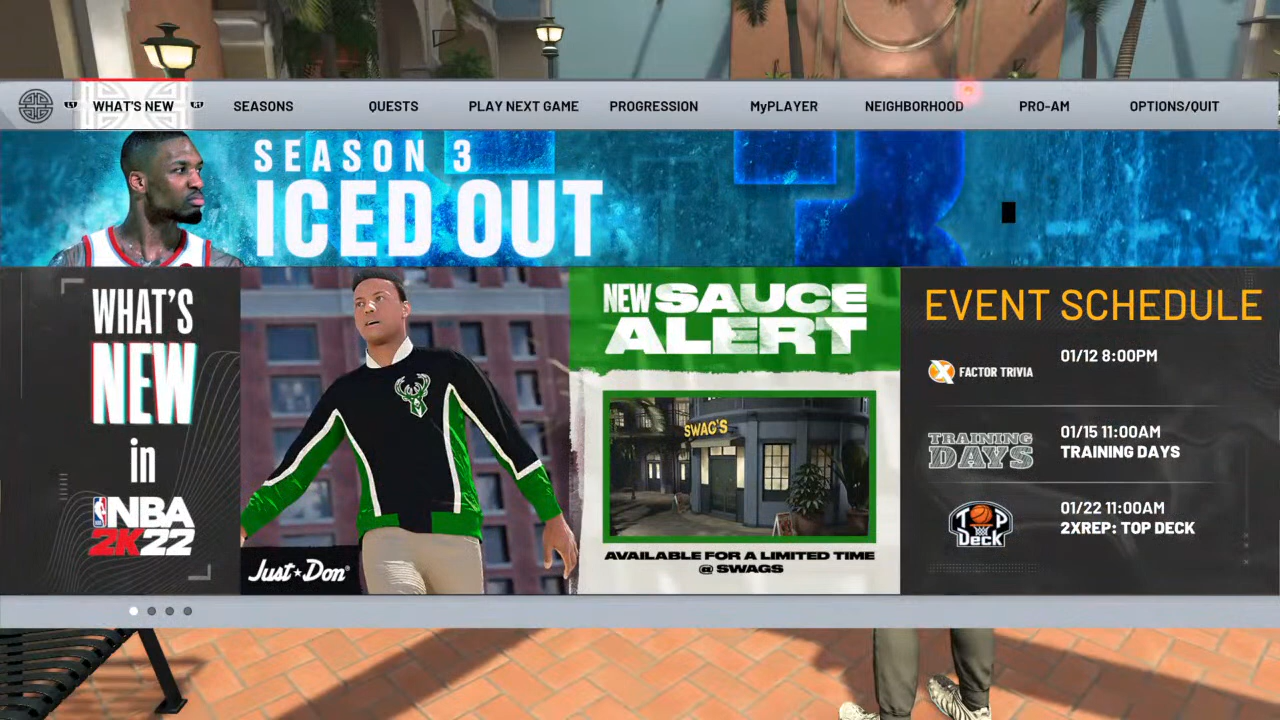 L1 WHAT'S NEW R1 SEASONS QUESTS PLAY NEXT GAME PROGRESSION MyPLAYER NEIGHBORHOOD PRO-AM OPTIONS/QUIT
SEASON 3
ICED OUT
WHAT'S
NEW
in
NBA
2K22
Just★Don®
NEW SAUCE
ALERT
SWAG'S
AVAILABLE FOR A LIMITED TIME
@ SWAGS
EVENT SCHEDULE
X FACTOR TRIVIA
01/12 8:00PM
TRAINING
DAYS
01/15 11:00AM
TRAINING DAYS
TOP
Deck
01/22 11:00AM
2XREP: TOP DECK